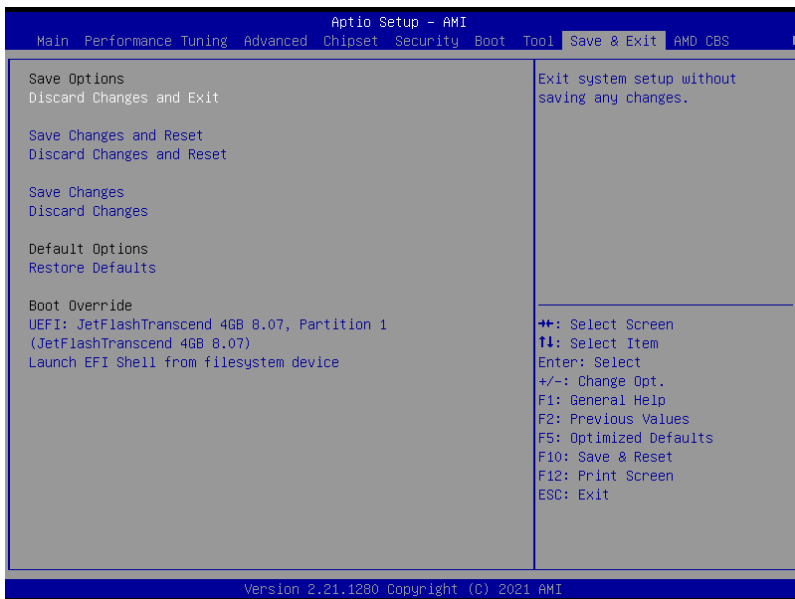 Aptio Setup - AMI
Main Performance Tuning Advanced Chipset Security Boot Tool Save & Exit AMD CBS
Save Options
Discard Changes and Exit
Save Changes and Reset
Discard Changes and Reset
Save Changes
Discard Changes
Default Options
Restore Defaults
Boot Override
UEFI: JetFlashTranscend 4GB 8.07, Partition 1
(JetFlashTranscend 4GB 8.07)
Launch EFI Shell from filesystem device
Exit system setup without
saving any changes.
→←: Select Screen
↑↓: Select Item
Enter: Select
+/-: Change Opt.
F1: General Help
F2: Previous Values
F5: Optimized Defaults
F10: Save & Reset
F12: Print Screen
ESC: Exit
Version 2.21.1280 Copyright (C) 2021 AMI